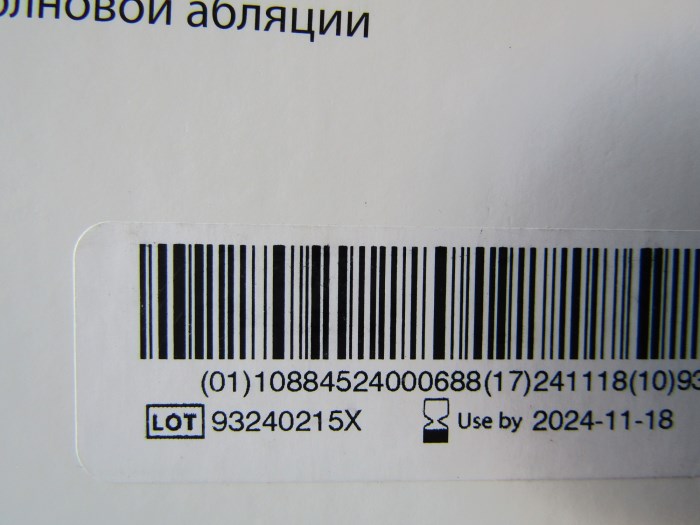 олновой абляции
(01)10884524000688(17)241118(10)93
LOT 93240215X Use by 2024-11-18